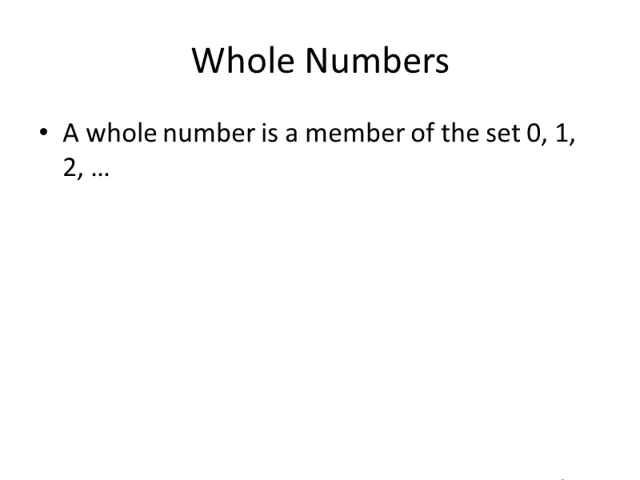 Whole Numbers
• A whole number is a member of the set 0, 1,
2, …